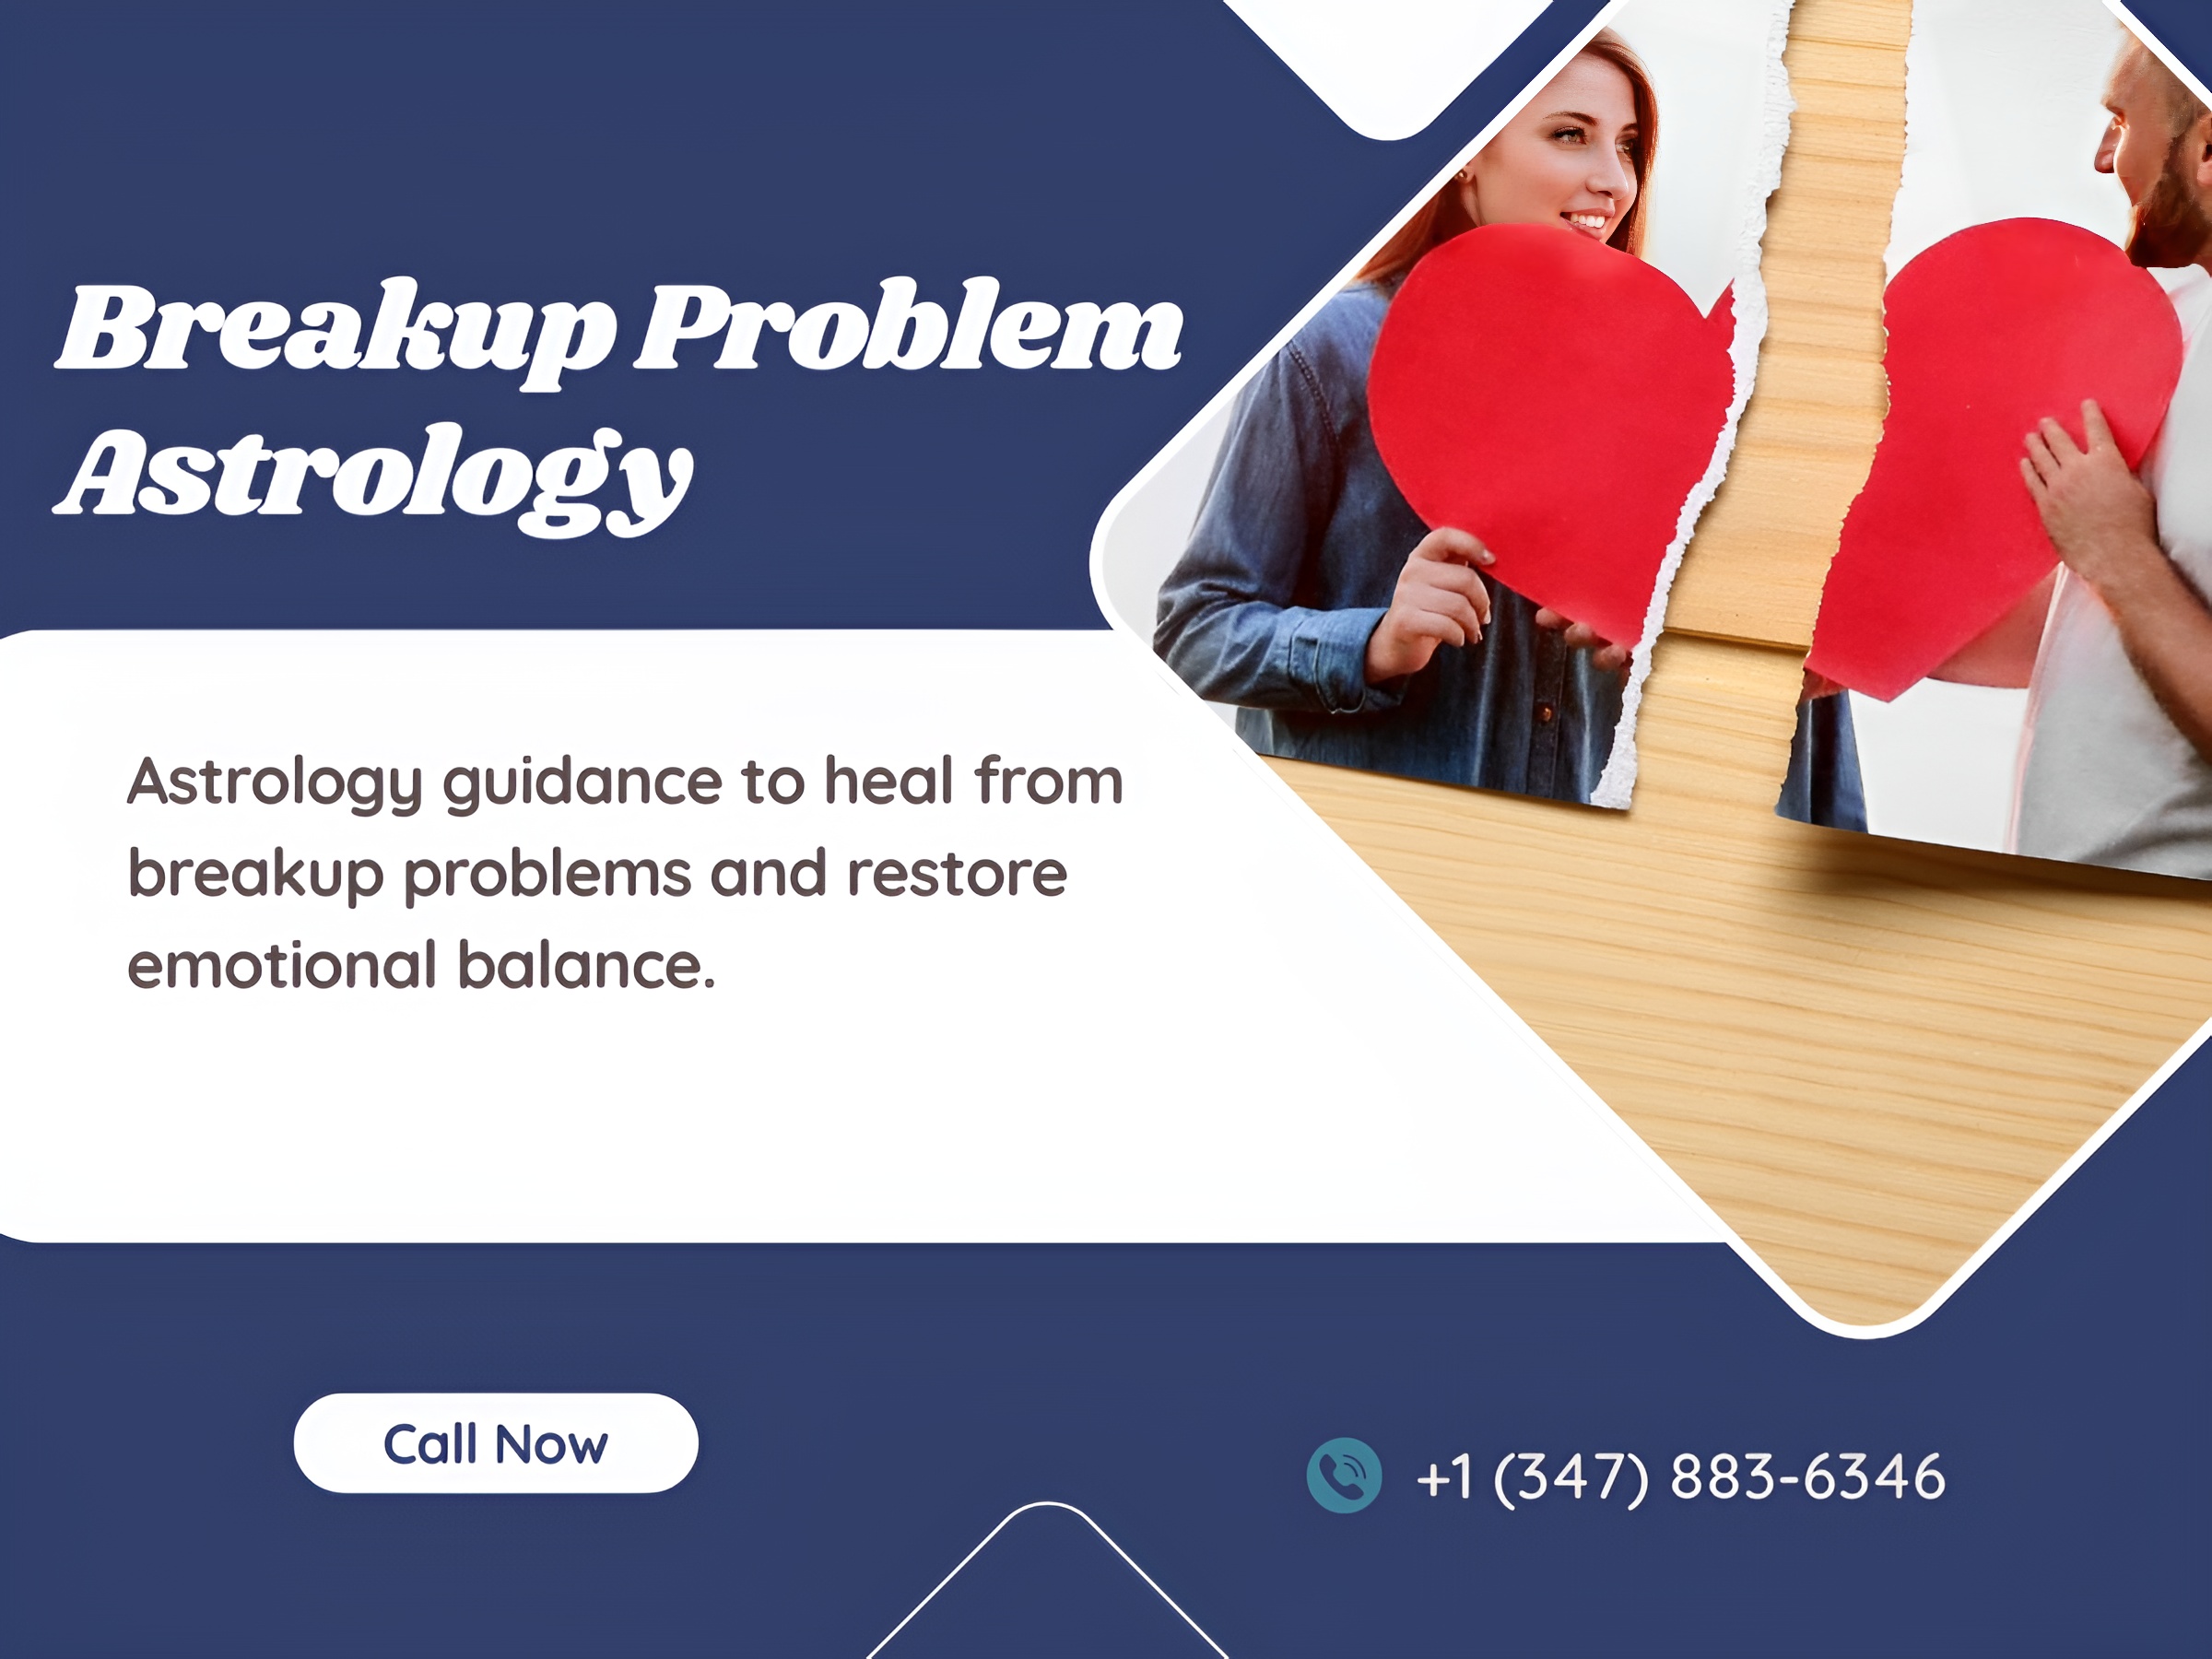 Breakup Problem
Astrology
Astrology guidance to heal from
breakup problems and restore
emotional balance.
Call Now
+1 (347) 883-6346